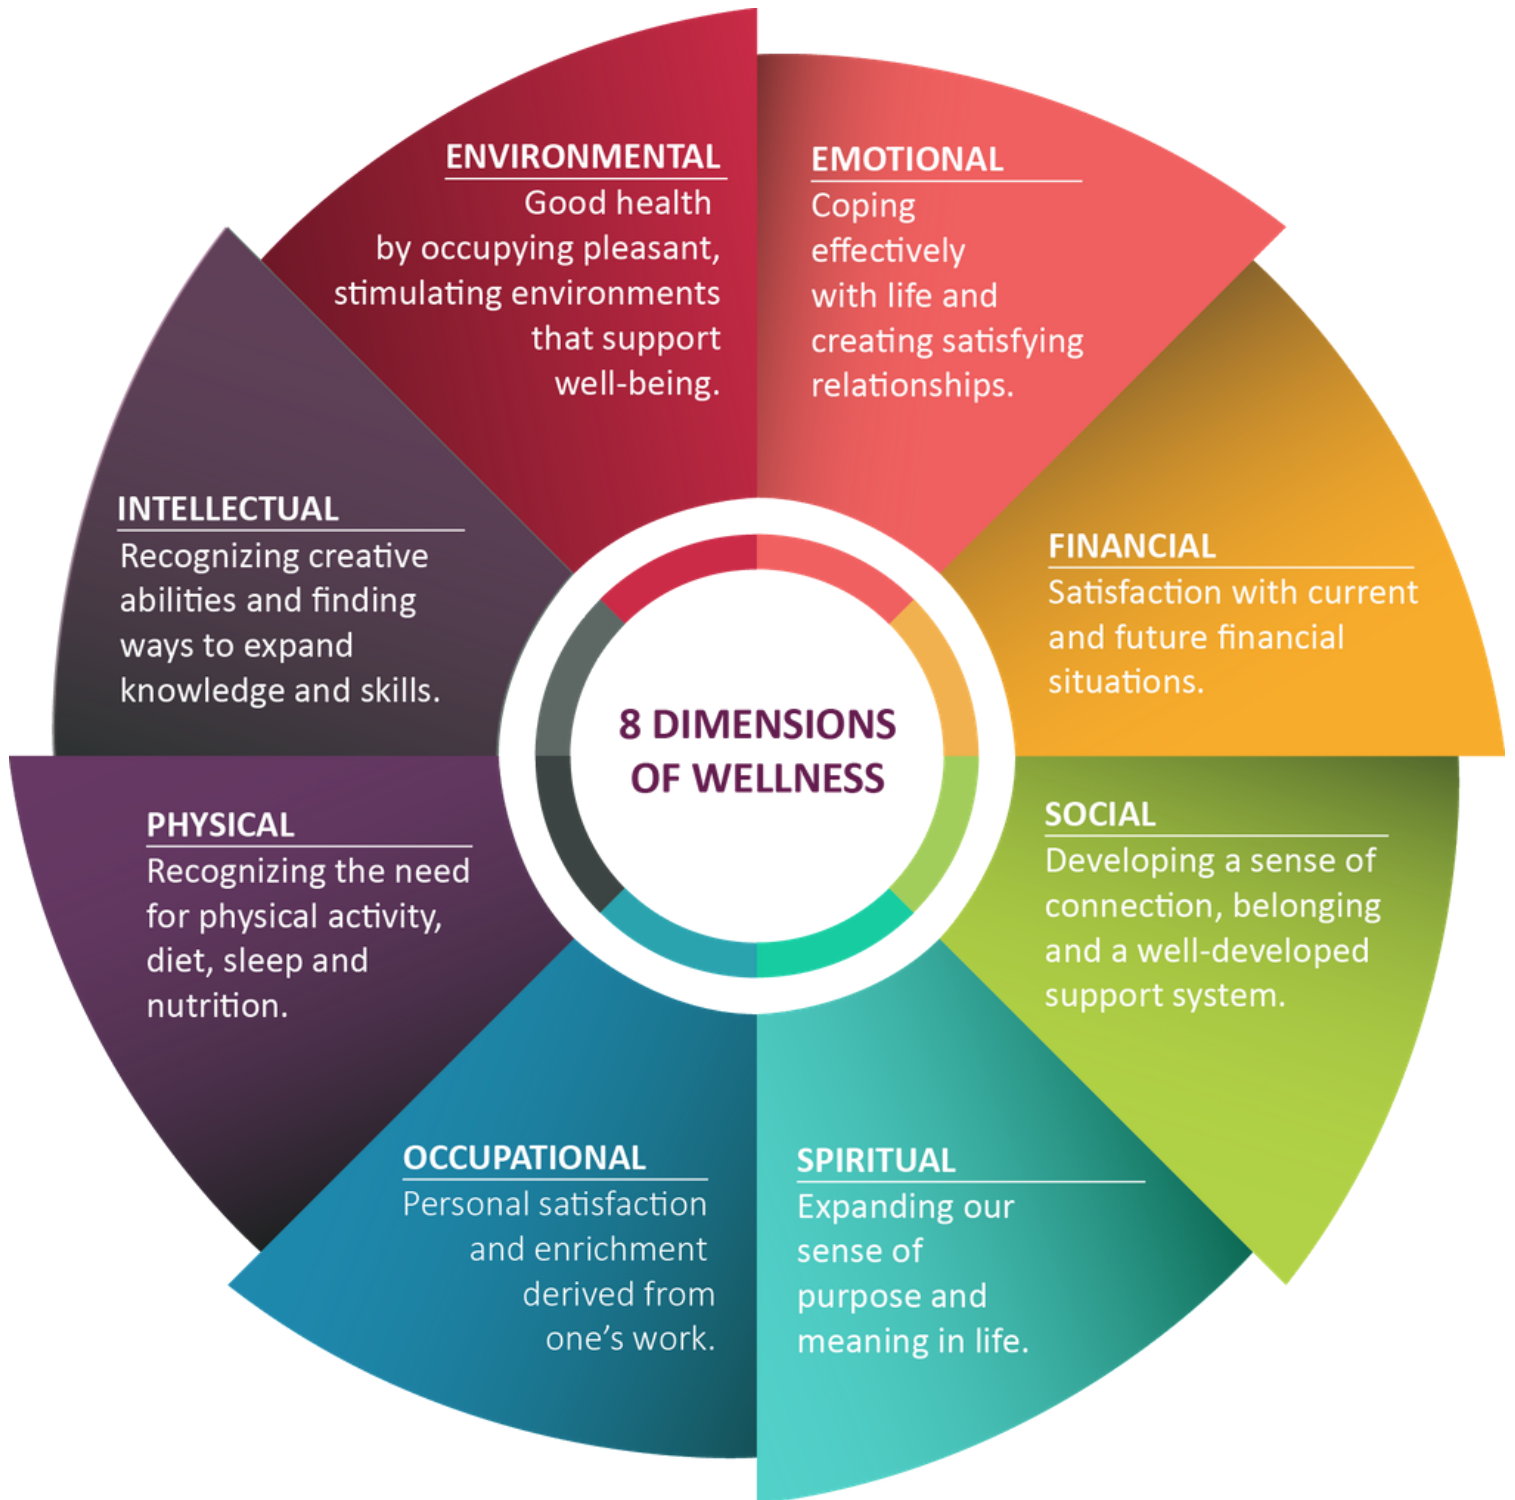 ENVIRONMENTAL
Good health
by occupying pleasant,
stimulating environments
that support
well-being.
EMOTIONAL
Coping
effectively
with life and
creating satisfying
relationships.
FINANCIAL
Satisfaction with current
and future financial
situations.
SOCIAL
Developing a sense of
connection, belonging
and a well-developed
support system.
SPIRITUAL
Expanding our
sense of
purpose and
meaning in life.
OCCUPATIONAL
Personal satisfaction
and enrichment
derived from
one’s work.
PHYSICAL
Recognizing the need
for physical activity,
diet, sleep and
nutrition.
INTELLECTUAL
Recognizing creative
abilities and finding
ways to expand
knowledge and skills.
8 DIMENSIONS
OF WELLNESS